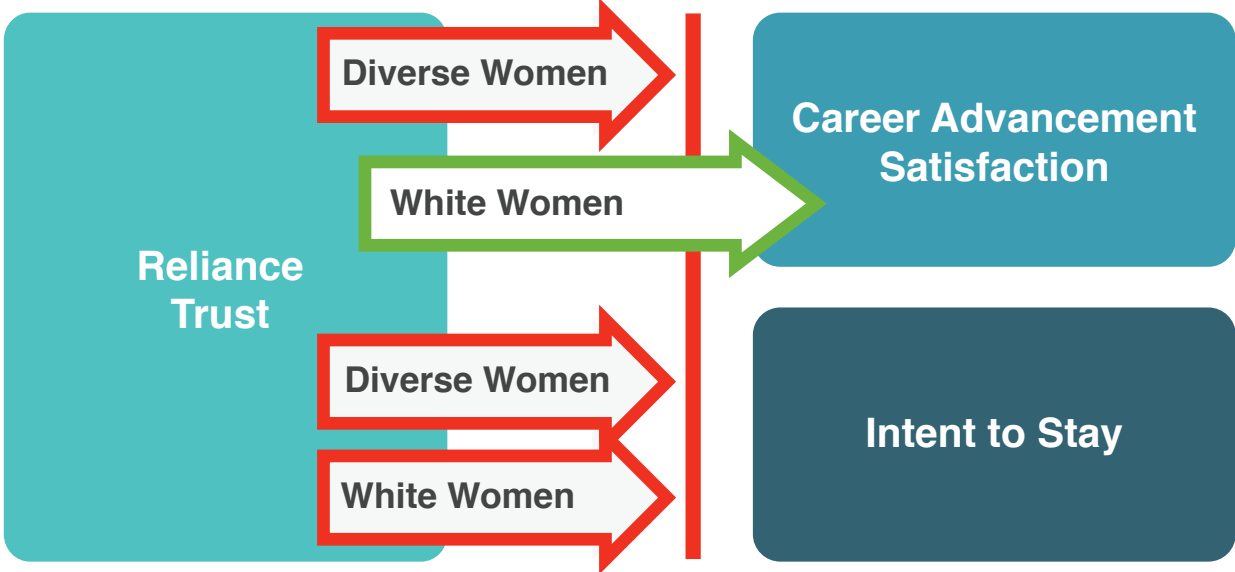 Diverse Women
Career Advancement
Satisfaction
White Women
Reliance
Trust
Diverse Women
Intent to Stay
White Women